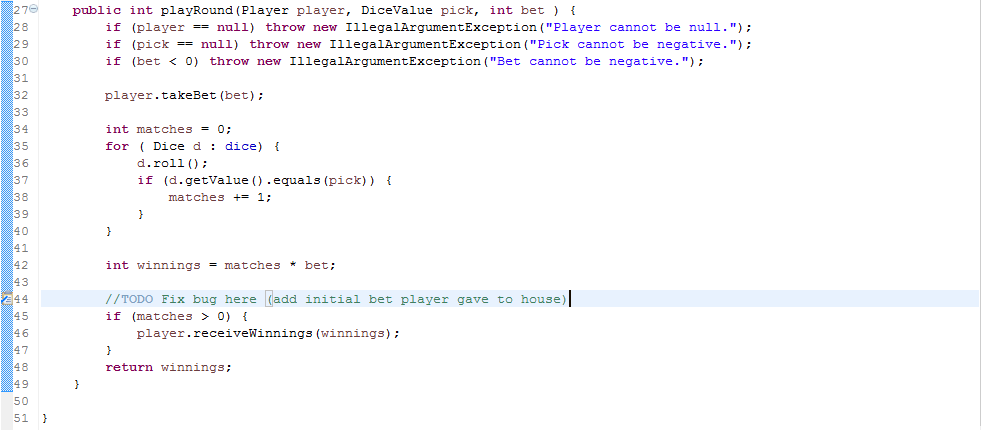 27 public int playRound(Player player, DiceValue pick, int bet ) {
28 if (player == null) throw new IllegalArgumentException("Player cannot be null.");
29 if (pick == null) throw new IllegalArgumentException("Pick cannot be negative.");
30 if (bet < 0) throw new IllegalArgumentException("Bet cannot be negative.");
31
32 player.takeBet(bet);
33
34 int matches = 0;
35 for ( Dice d : dice) {
36 d.roll();
37 if (d.getValue().equals(pick)) {
38 matches += 1;
39 }
40 }
41
42 int winnings = matches * bet;
43
44 //TODO Fix bug here (add initial bet player gave to house)
45 if (matches > 0) {
46 player.receiveWinnings(winnings);
47 }
48 return winnings;
49 }
50
51 }